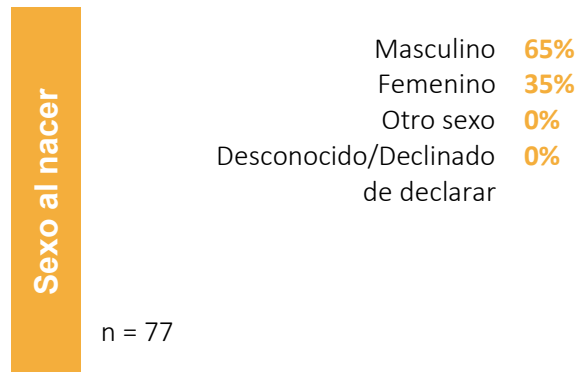 Sexo al nacer
Masculino 65%
Femenino 35%
Otro sexo 0%
Desconocido/Declinado 0%
de declarar
n = 77